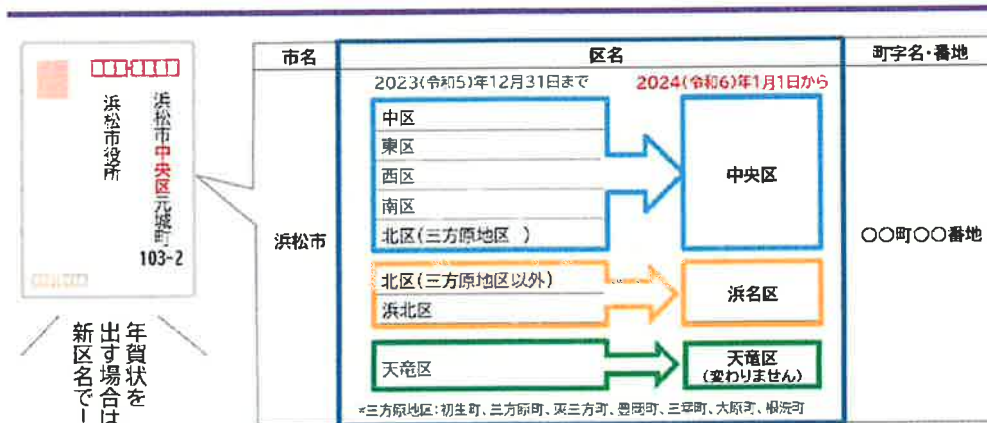 市名
区名
町字名・番地
2023(令和5)年12月31日まで
2024(令和6)年1月1日から
中区
東区
西区
南区
北区(三方原地区 )
中央区
浜松市
〇〇町〇〇番地
北区(三方原地区以外)
浜北区
浜名区
天竜区
天竜区
(変わりません)
*三方原地区:初生町、三方原町、東三方町、豊岡町、三幸町、大原町、根洗町
浜松市中央区元城町
103-2
浜松市役所
年賀状を
出す場合は
新区名で!